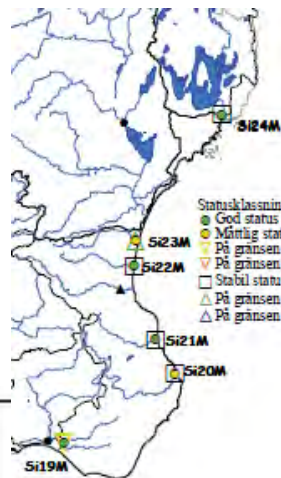 Si24M
Statusklassnin
God status
Måttlig stat
På gränsen
På gränsen
Stabil statu
På gränsen
På gränsen
Si23M
Si22M
Si21M
Si20M
Si19M